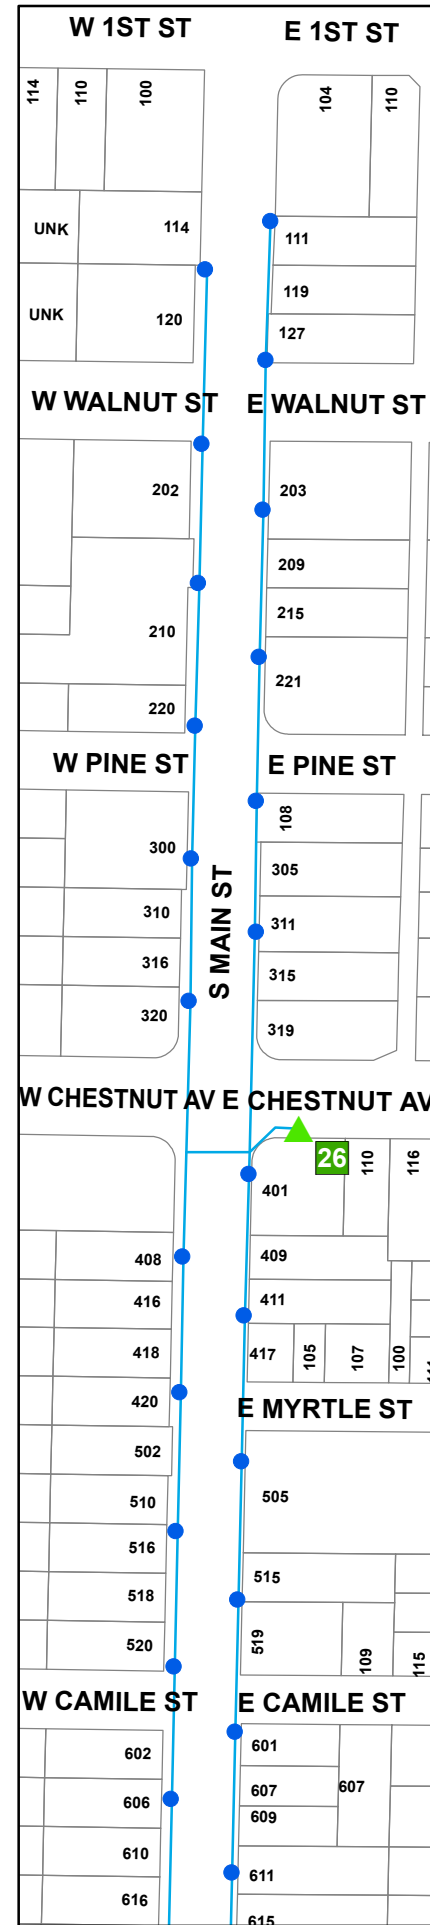 W 1ST ST E 1ST ST
114 110 100 104 110
UNK 114 111
119
UNK 120 127
W WALNUT ST E WALNUT ST
202 203
209
210 215
220 221
W PINE ST E PINE ST
108
300 305
310 311
S MAIN ST
316 315
320 319
W CHESTNUT AV E CHESTNUT AV
26 110 116
401
408 409
416 411
418 417 105 107 100
420
E MYRTLE ST
502
510 505
516
518 515
520 519 109 115
W CAMILE ST E CAMILE ST
602 601
606 607 607
609
610 611
616 615